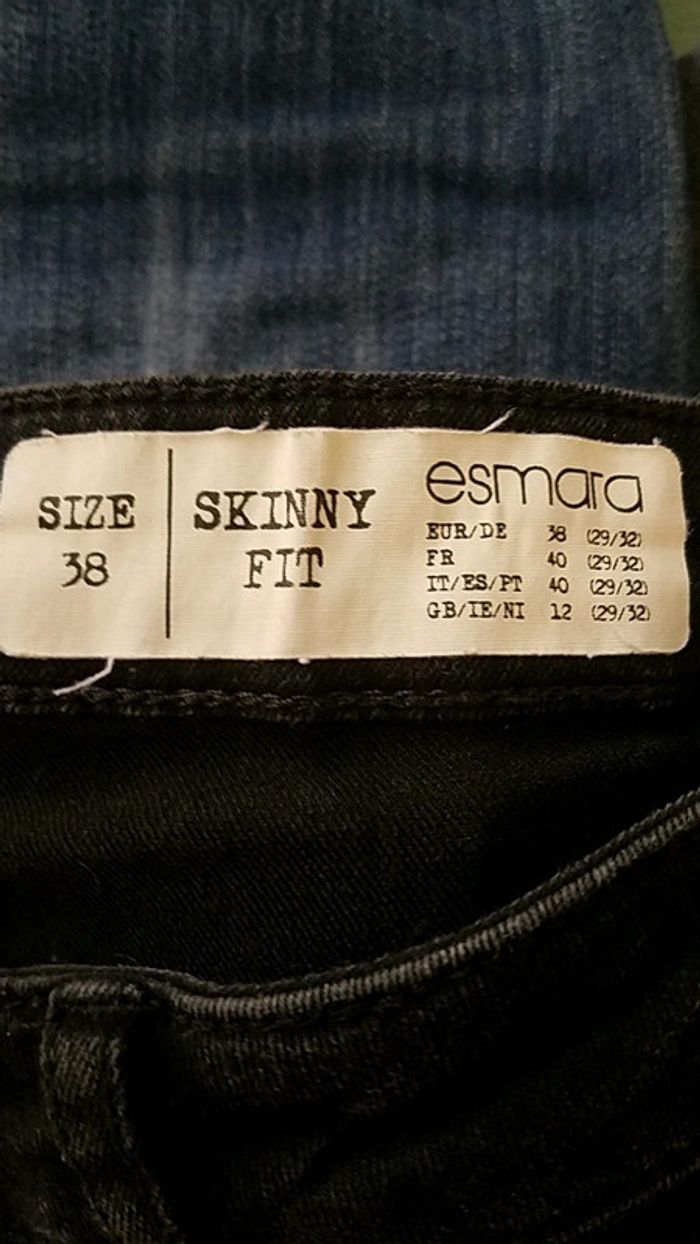 SIZE
38
SKINNY
FIT
esmara
EUR/DE 38 (29/32)
FR 40 (29/32)
IT/ES/PT 40 (29/32)
GB/IE/NI 12 (29/32)